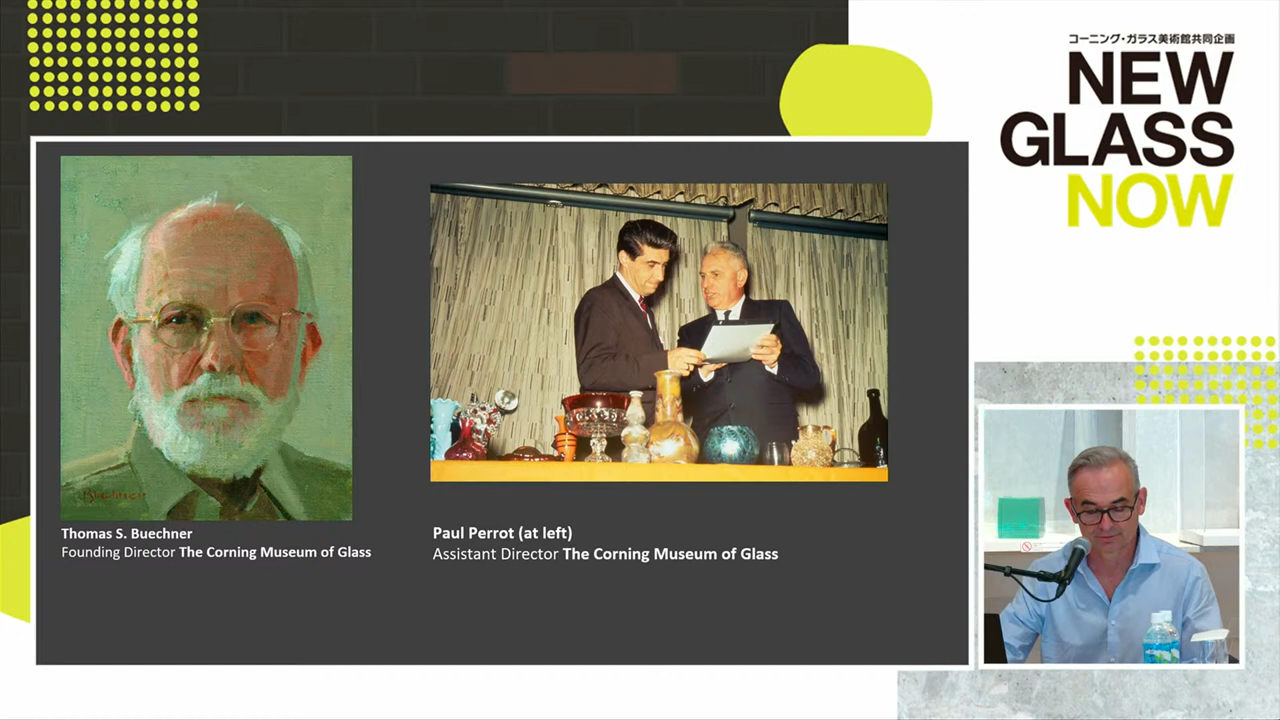 コーニング・ガラス美術館共同企画
NEW
GLASS
NOW
Thomas S. Buechner
Founding Director The Corning Museum of Glass
Paul Perrot (at left)
Assistant Director The Corning Museum of Glass